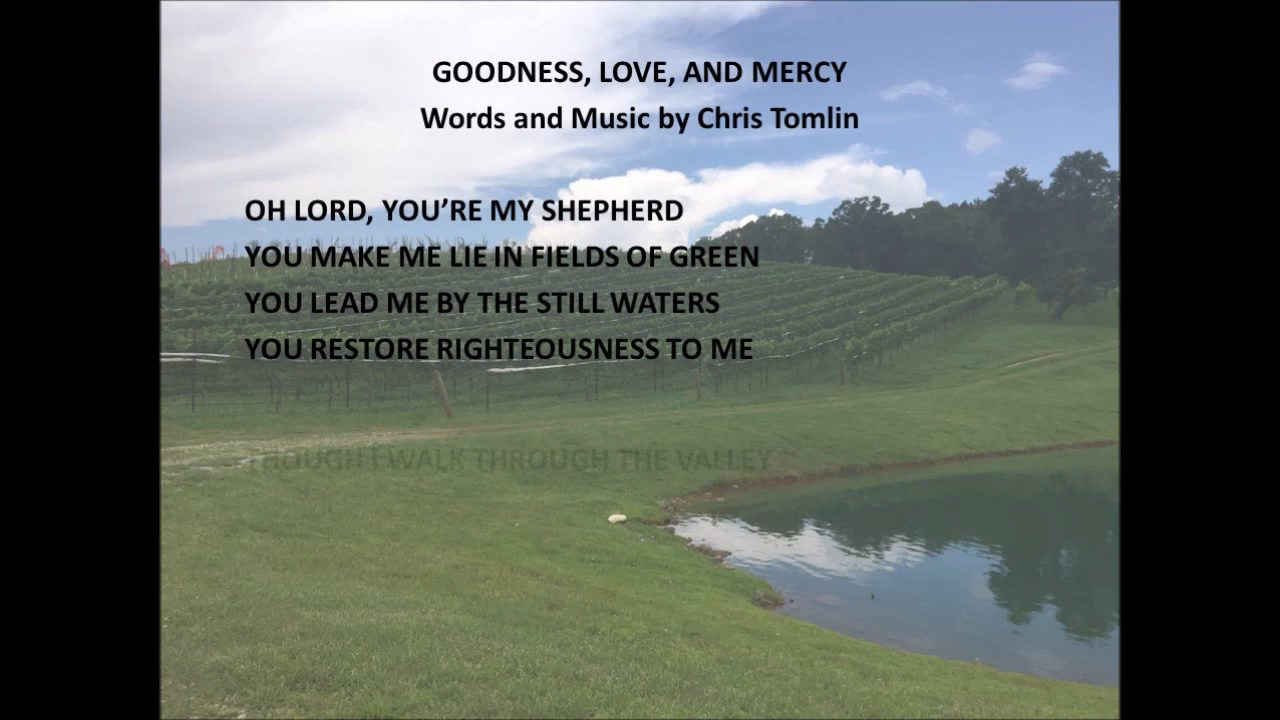 GOODNESS, LOVE, AND MERCY
Words and Music by Chris Tomlin
OH LORD, YOU’RE MY SHEPHERD
YOU MAKE ME LIE IN FIELDS OF GREEN
YOU LEAD ME BY THE STILL WATERS
YOU RESTORE RIGHTEOUSNESS TO ME
THOUGH I WALK THROUGH THE VALLEY